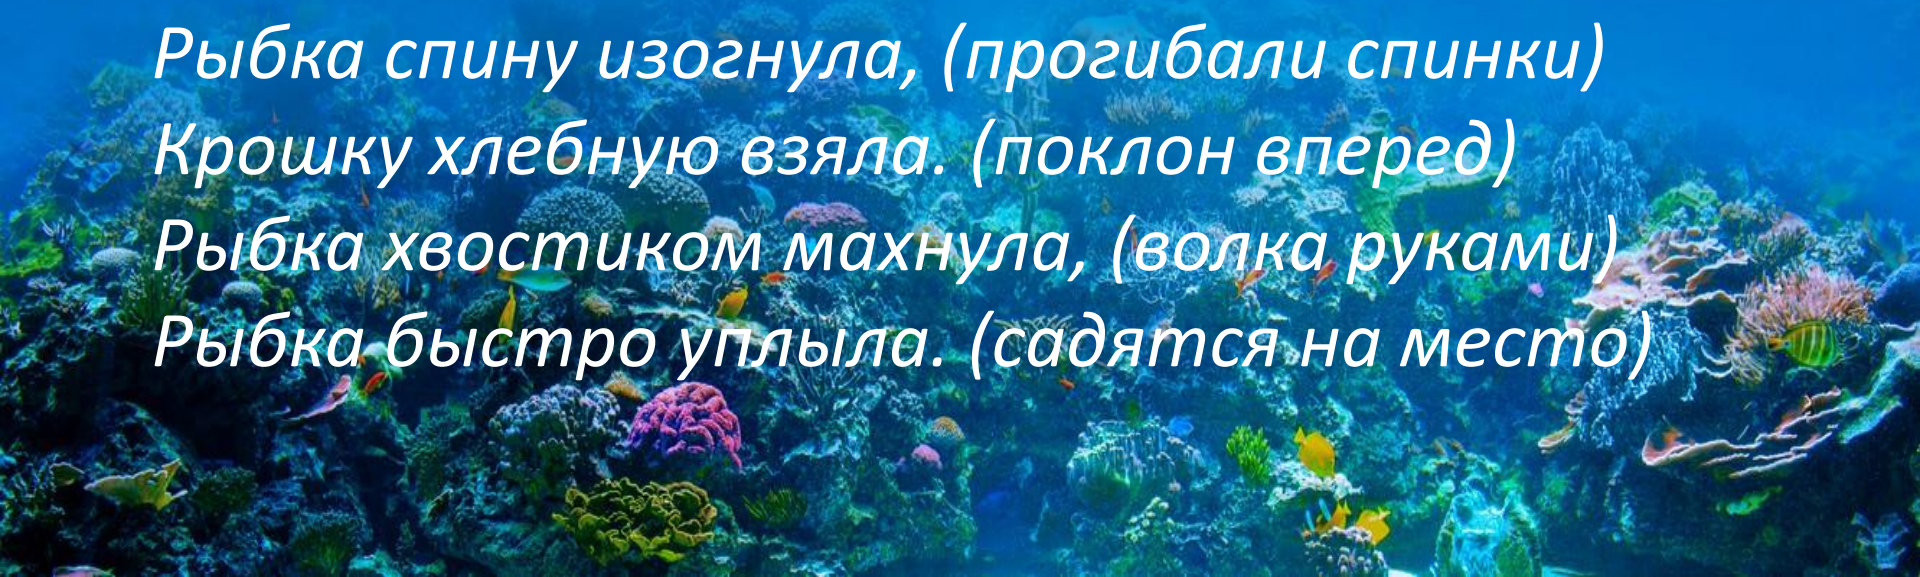 Рыбка спину изогнула, (прогибали спинки)
Крошку хлебную взяла. (поклон вперед)
Рыбка хвостиком махнула, (волка руками)
Рыбка быстро уплыла. (садятся на место)